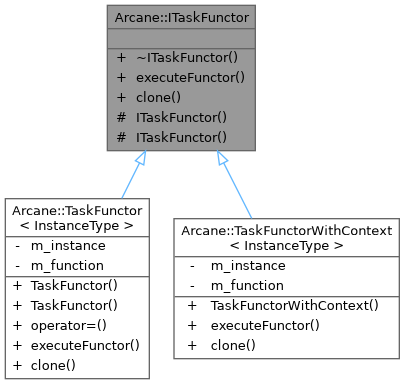 Arcane::ITaskFunctor
+ ~ITaskFunctor()
+ executeFunctor()
+ clone()
# ITaskFunctor()
# ITaskFunctor()
Arcane::TaskFunctor
< InstanceType >
- m_instance
- m_function
+ TaskFunctor()
+ TaskFunctor()
+ operator=()
+ executeFunctor()
+ clone()
Arcane::TaskFunctorWithContext
< InstanceType >
- m_instance
- m_function
+ TaskFunctorWithContext()
+ executeFunctor()
+ clone()